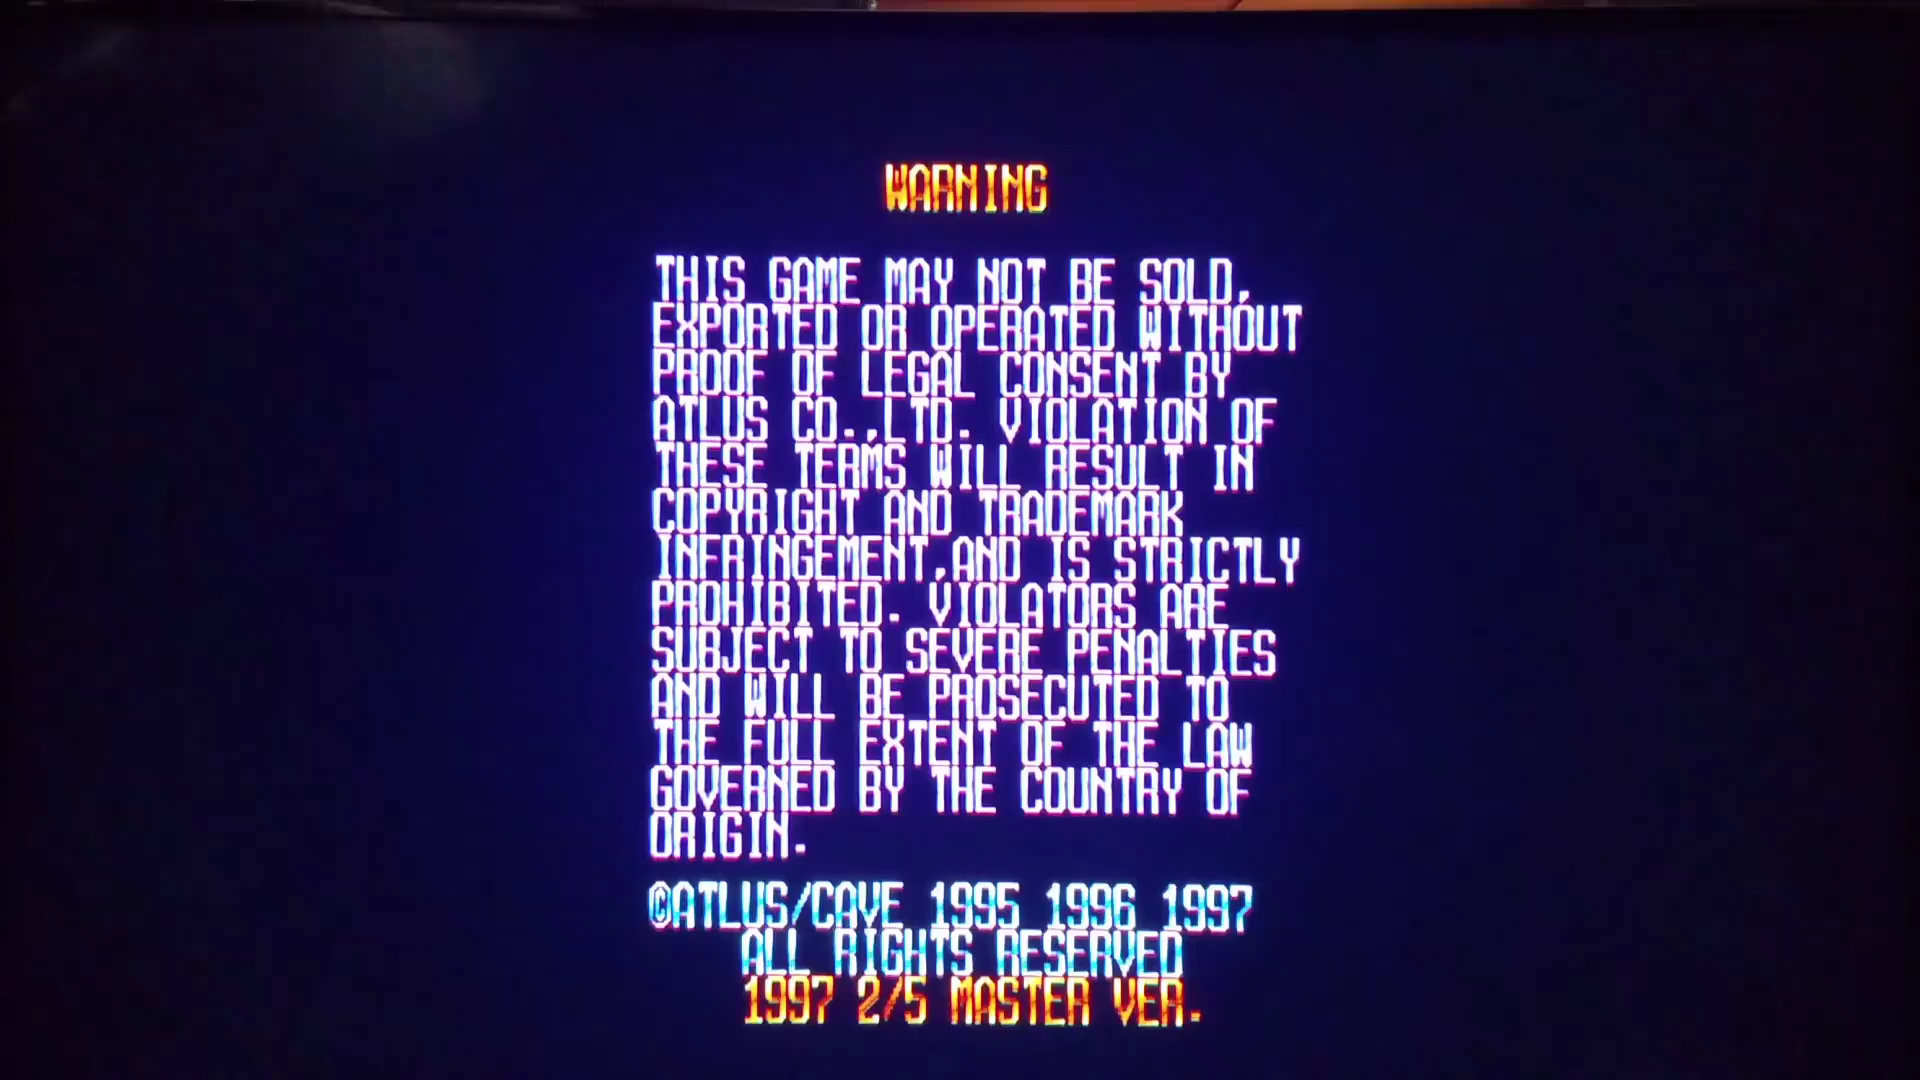 WARNING
THIS GAME MAY NOT BE SOLD,
EXPORTED OR OPERATED WITHOUT
PROOF OF LEGAL CONSENT BY
ATLUS CO.,LTD. VIOLATION OF
THESE TERMS WILL RESULT IN
COPYRIGHT AND TRADEMARK
INFRINGEMENT,AND IS STRICTLY
PROHIBITED. VIOLATORS ARE
SUBJECT TO SEVERE PENALTIES
AND WILL BE PROSECUTED TO
THE FULL EXTENT OF THE LAW
GOVERNED BY THE COUNTRY OF
ORIGIN.
©ATLUS/CAVE 1995 1996 1997
ALL RIGHTS RESERVED
1997 2/5 MASTER VER.